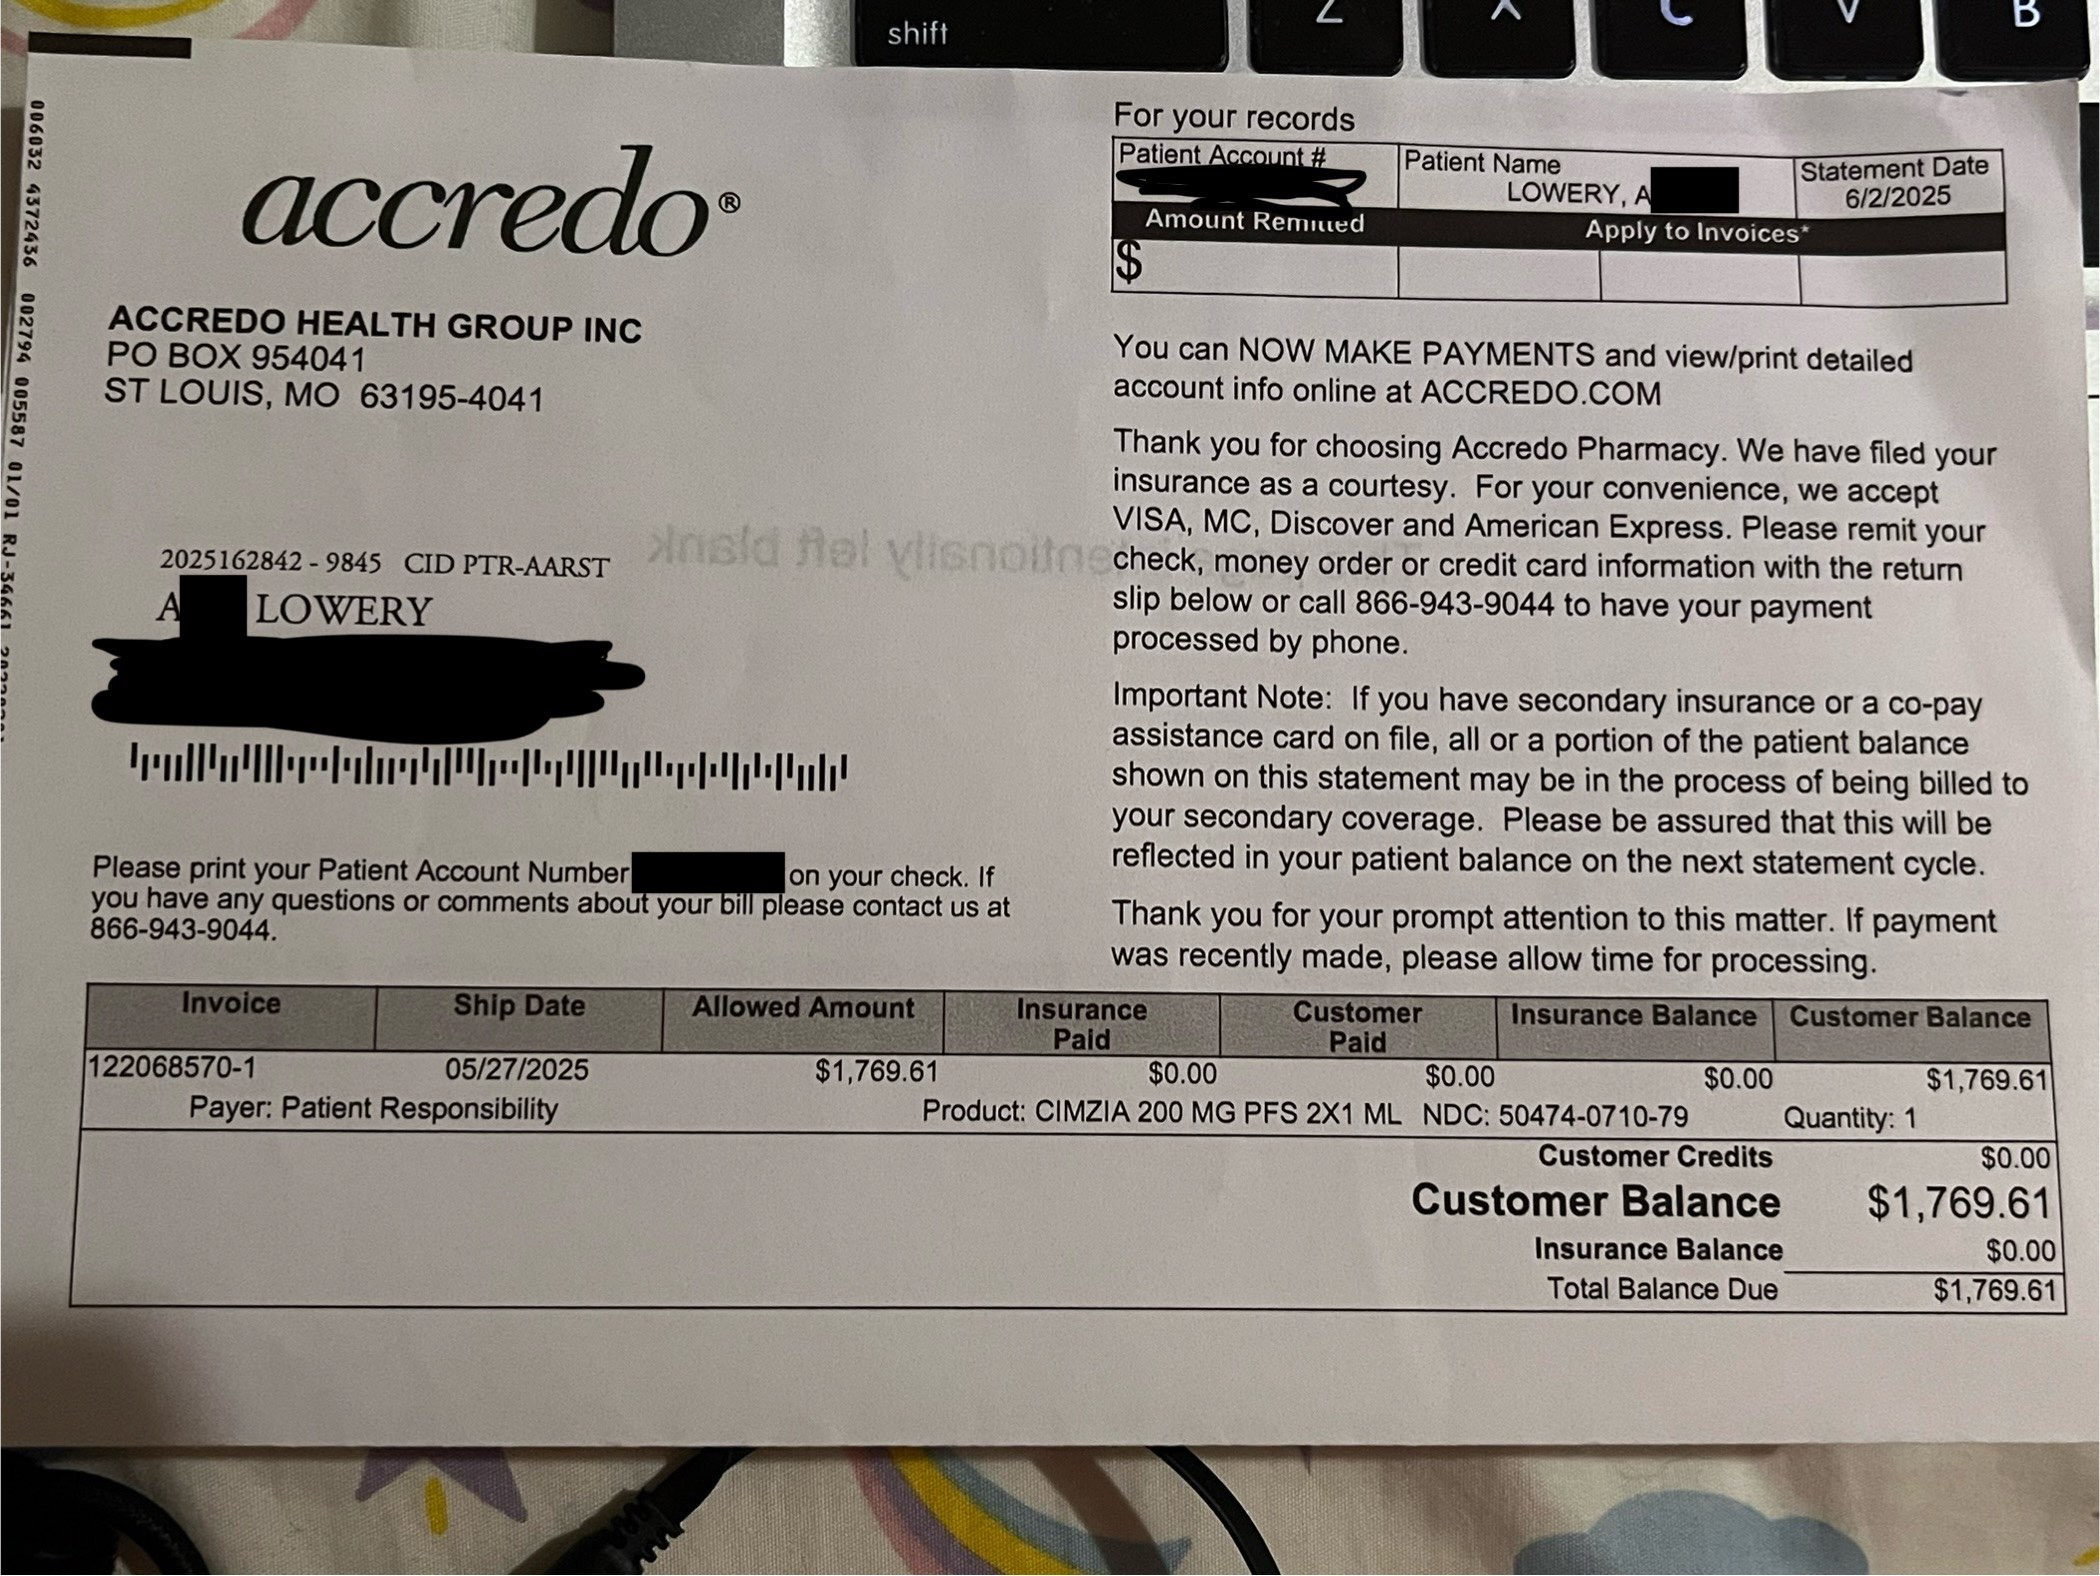 shift
Z X C V B
006032 4372436 002794 005587 01/01
accredo®
ACCREDO HEALTH GROUP INC
PO BOX 954041
ST LOUIS, MO 63195-4041
2025162842 - 9845 CID PTR-AARST
A LOWERY
Please print your Patient Account Number on your check. If
you have any questions or comments about your bill please contact us at
866-943-9044.
For your records
Patient Account # Patient Name Statement Date
LOWERY, A 6/2/2025
Amount Remitted Apply to Invoices*
$
You can NOW MAKE PAYMENTS and view/print detailed
account info online at ACCREDO.COM
Thank you for choosing Accredo Pharmacy. We have filed your
insurance as a courtesy. For your convenience, we accept
VISA, MC, Discover and American Express. Please remit your
check, money order or credit card information with the return
slip below or call 866-943-9044 to have your payment
processed by phone.
Important Note: If you have secondary insurance or a co-pay
assistance card on file, all or a portion of the patient balance
shown on this statement may be in the process of being billed to
your secondary coverage. Please be assured that this will be
reflected in your patient balance on the next statement cycle.
Thank you for your prompt attention to this matter. If payment
was recently made, please allow time for processing.
Invoice Ship Date Allowed Amount Insurance Paid Customer Paid Insurance Balance Customer Balance
122068570-1 05/27/2025 $1,769.61 $0.00 $0.00 $0.00 $1,769.61
Payer: Patient Responsibility Product: CIMZIA 200 MG PFS 2X1 ML NDC: 50474-0710-79 Quantity: 1
Customer Credits $0.00
Customer Balance $1,769.61
Insurance Balance $0.00
Total Balance Due $1,769.61